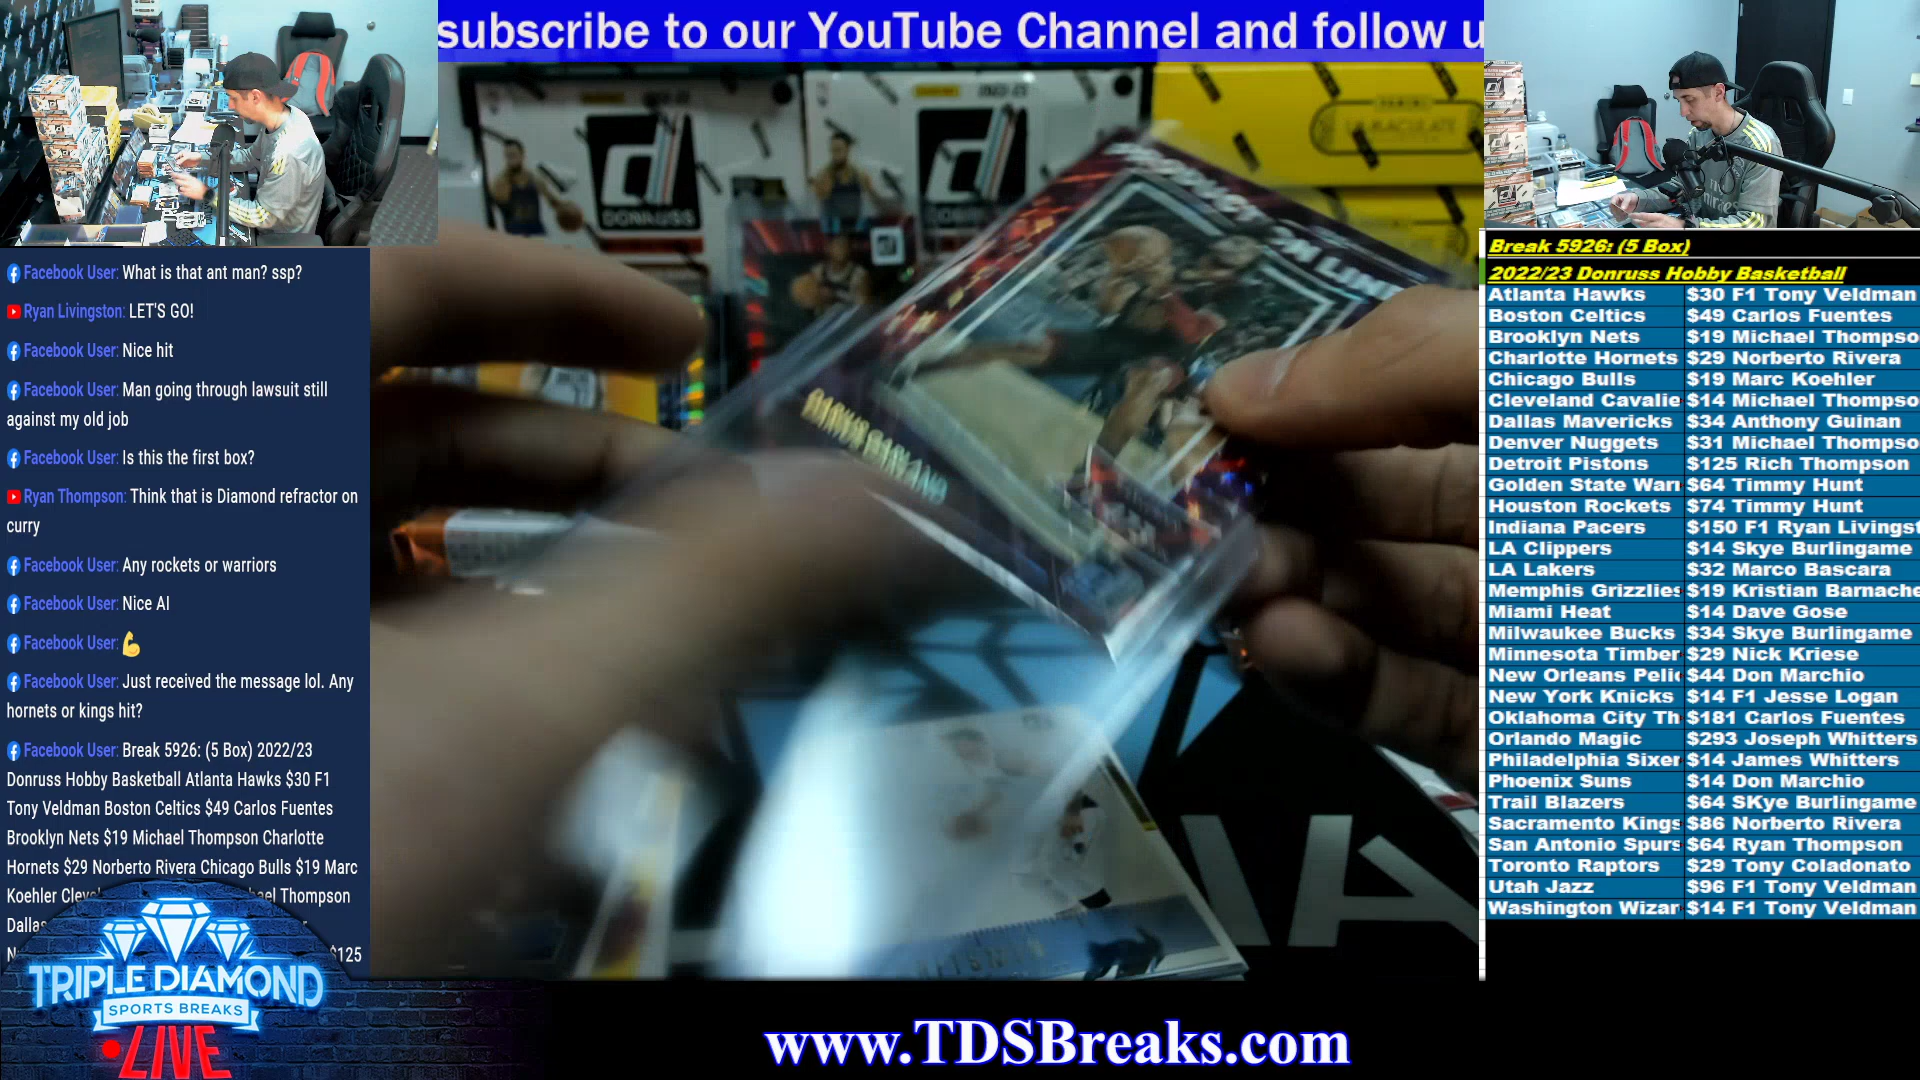 subscribe to our YouTube Channel and follow u
Facebook User: What is that ant man? ssp?
Ryan Livingston: LET'S GO!
Facebook User: Nice hit
Facebook User: Man going through lawsuit still
against my old job
Facebook User: Is this the first box?
Ryan Thompson: Think that is Diamond refractor on
curry
Facebook User: Any rockets or warriors
Facebook User: Nice AI
Facebook User: 💪
Facebook User: Just received the message lol. Any
hornets or kings hit?
Facebook User: Break 5926: (5 Box) 2022/23
Donruss Hobby Basketball Atlanta Hawks $30 F1
Tony Veldman Boston Celtics $49 Carlos Fuentes
Brooklyn Nets $19 Michael Thompson Charlotte
Hornets $29 Norberto Rivera Chicago Bulls $19 Marc
Koehler Thompson
Dallas
$125
TRIPLE DIAMOND
SPORTS BREAKS
LIVE
DONRUSS
IMMACULATE
Break 5926: (5 Box)
2022/23 Donruss Hobby Basketball
Atlanta Hawks $30 F1 Tony Veldman
Boston Celtics $49 Carlos Fuentes
Brooklyn Nets $19 Michael Thompso
Charlotte Hornets $29 Norberto Rivera
Chicago Bulls $19 Marc Koehler
Cleveland Cavalie $14 Michael Thompso
Dallas Mavericks $34 Anthony Guinan
Denver Nuggets $31 Michael Thompso
Detroit Pistons $125 Rich Thompson
Golden State Warr $64 Timmy Hunt
Houston Rockets $74 Timmy Hunt
Indiana Pacers $150 F1 Ryan Livingst
LA Clippers $14 Skye Burlingame
LA Lakers $32 Marco Bascara
Memphis Grizzlies $19 Kristian Barnache
Miami Heat $14 Dave Gose
Milwaukee Bucks $34 Skye Burlingame
Minnesota Timber $29 Nick Kriese
New Orleans Pelic $44 Don Marchio
New York Knicks $14 F1 Jesse Logan
Oklahoma City Th $181 Carlos Fuentes
Orlando Magic $293 Joseph Whitters
Philadelphia Sixer $14 James Whitters
Phoenix Suns $14 Don Marchio
Trail Blazers $64 SKye Burlingame
Sacramento Kings $86 Norberto Rivera
San Antonio Spurs $64 Ryan Thompson
Toronto Raptors $29 Tony Coladonato
Utah Jazz $96 F1 Tony Veldman
Washington Wizar $14 F1 Tony Veldman
www.TDSBreaks.com